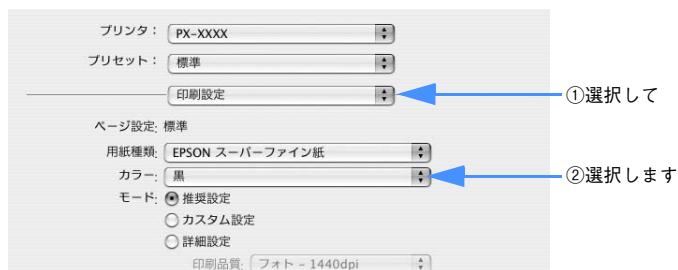 プリンタ： PX-XXXX
プリセット： 標準
印刷設定 ①選択して
ページ設定: 標準
用紙種類: EPSON スーパーファイン紙
カラー: 黒 ②選択します
モード: 推奨設定
カスタム設定
詳細設定
印刷品質: フォト - 1440dpi